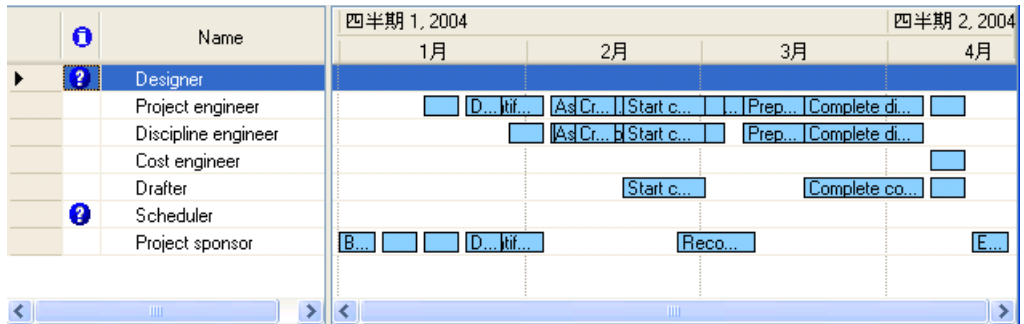 四半期 1, 2004 四半期 2, 2004
Name 1月 2月 3月 4月
Designer
Project engineer D... tif... As Cr... Start c... ... Prep... Complete di...
Discipline engineer As Cr... Start c... Prep... Complete di...
Cost engineer
Drafter Start c... Complete co...
Scheduler
Project sponsor B... D... tif... Reco... E...